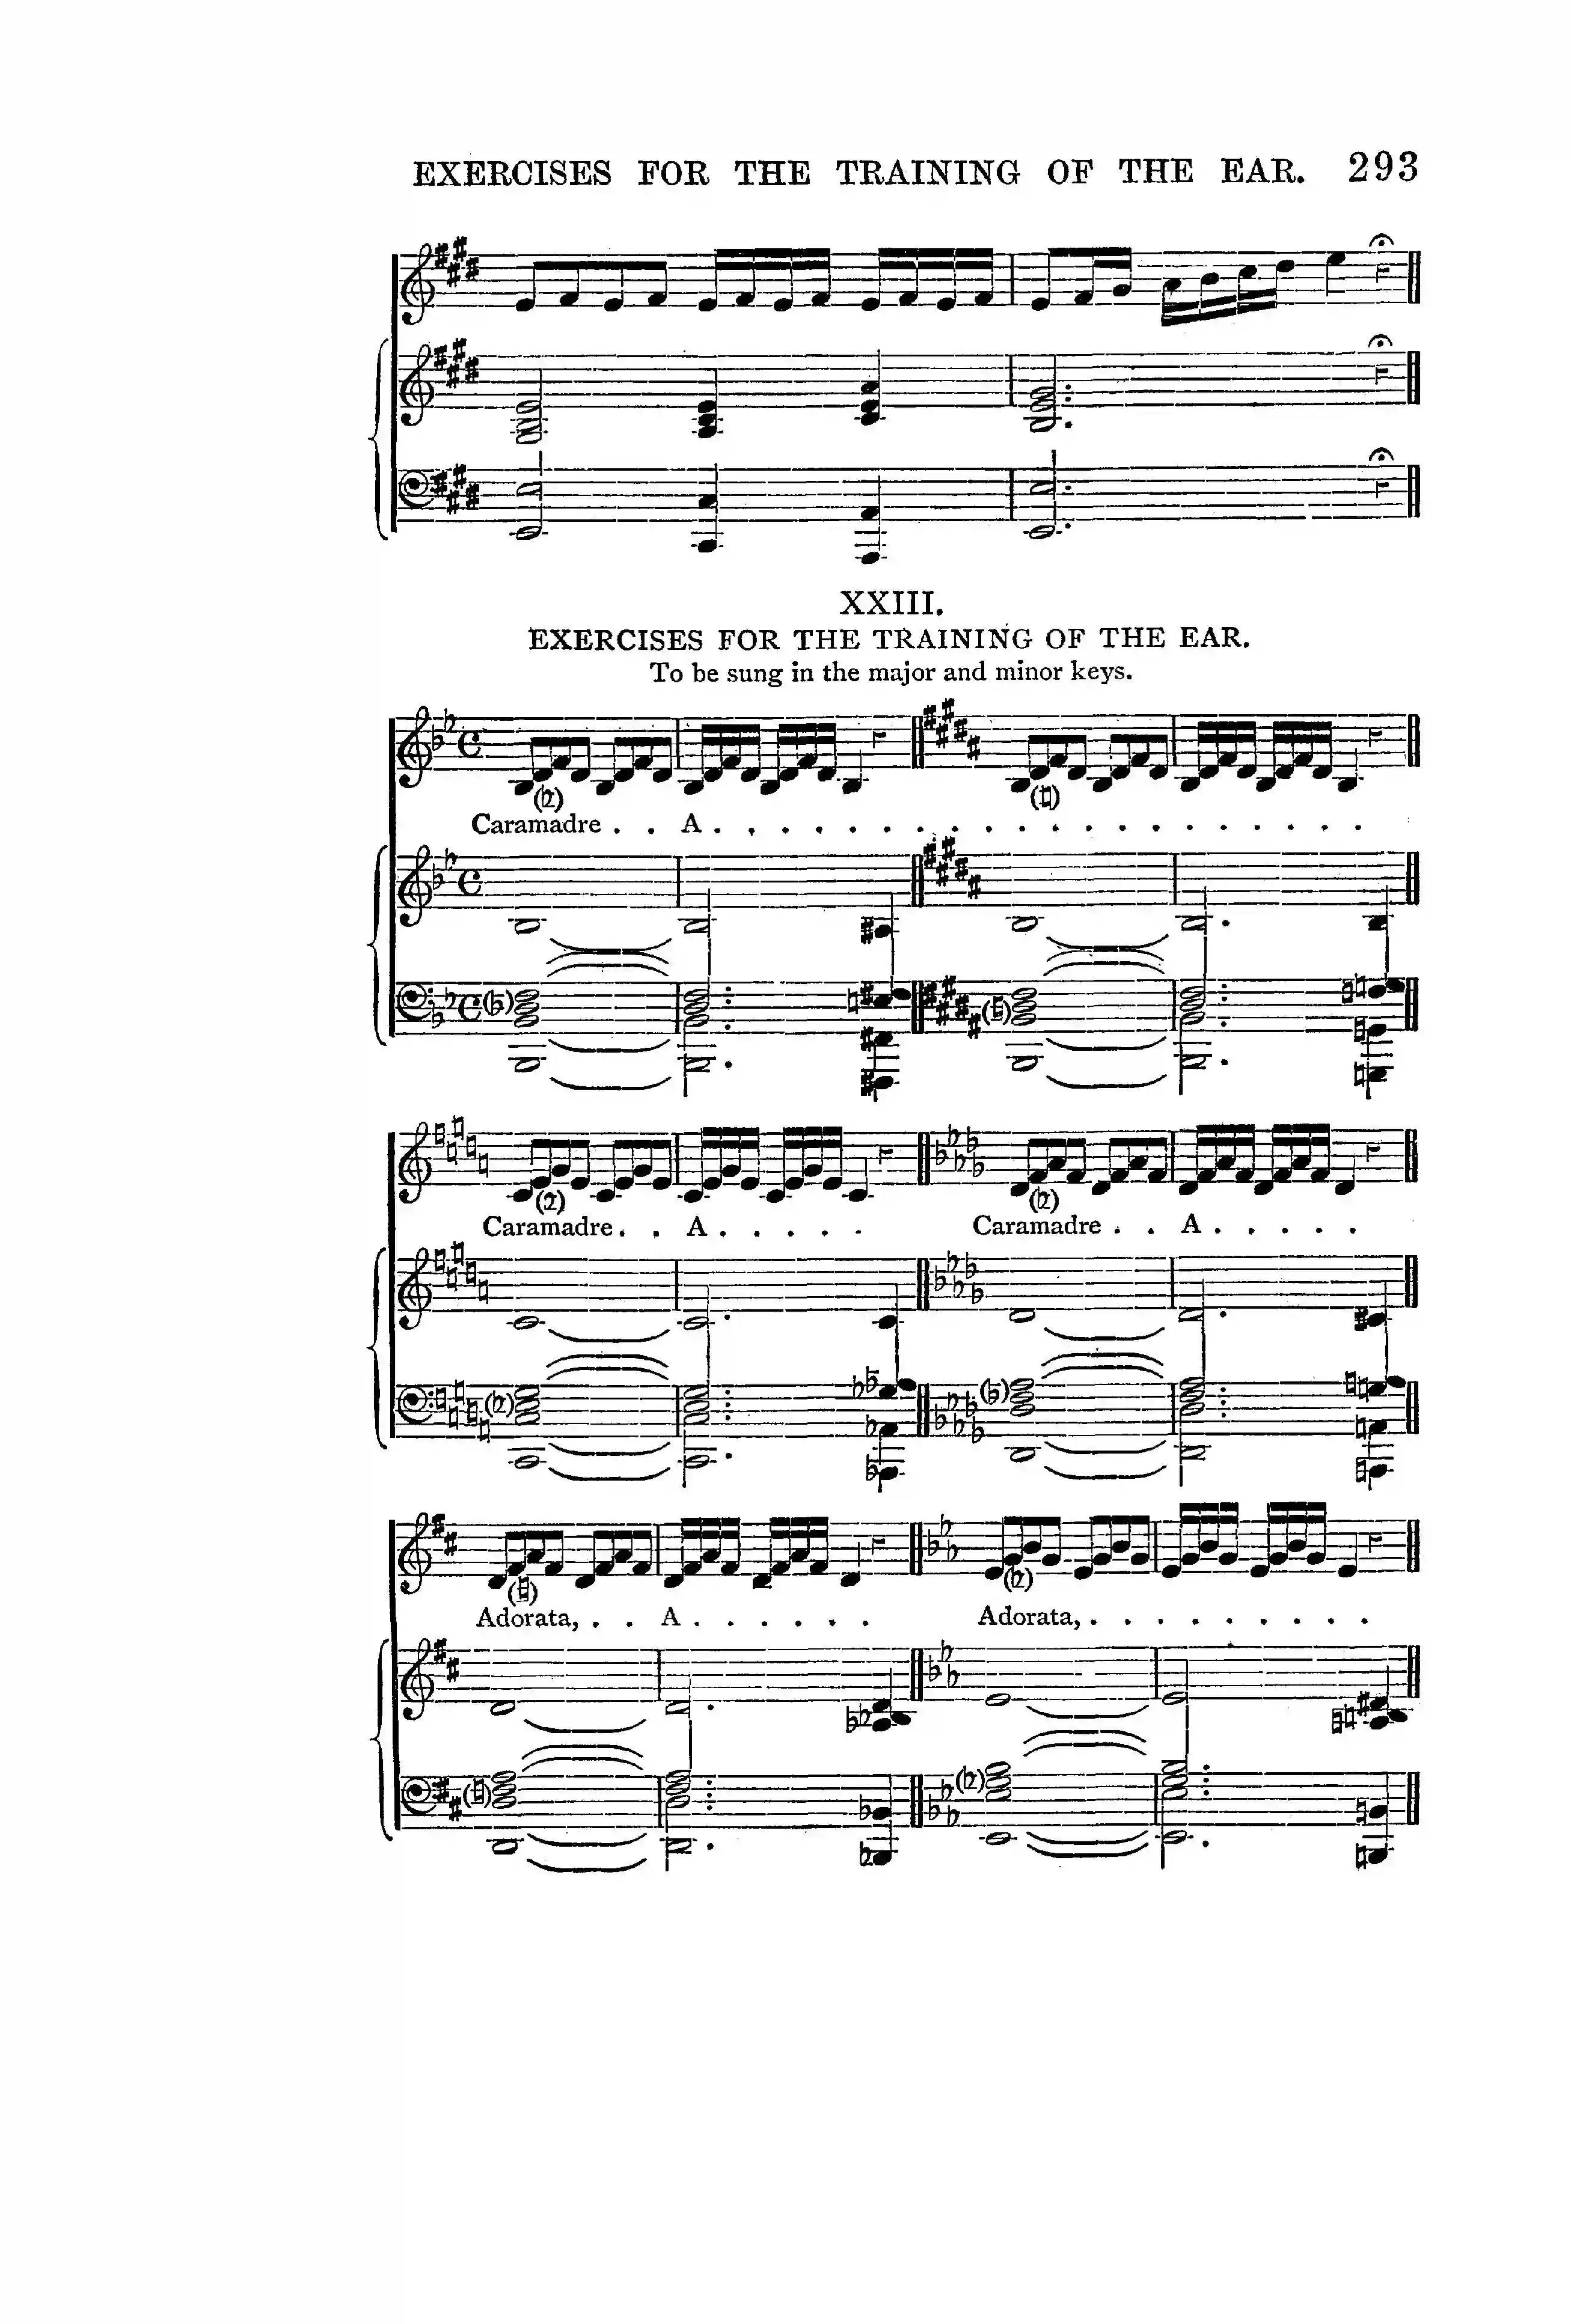 EXERCISES FOR THE TRAINING OF THE EAR. 293
XXIII.
EXERCISES FOR THE TRAINING OF THE EAR.
To be sung in the major and minor keys.
Caramadre . . A . . . . . . . . . . . . . . . . . . . .
Caramadre . . A . . . . . Caramadre . . A . . . . .
Adorata, . . A . . . . . . Adorata, . . . . . . . . .